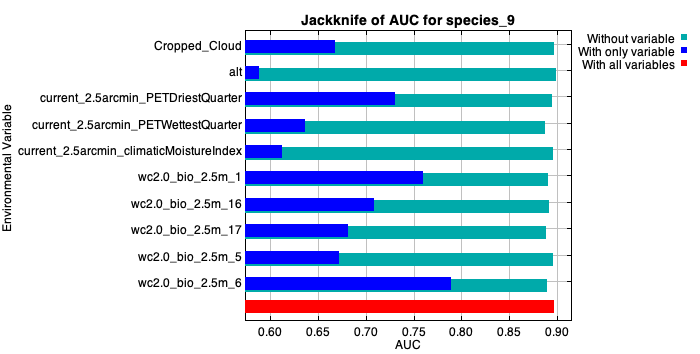 Jackknife of AUC for species_9
Without variable
With only variable
With all variables
Environmental Variable
Cropped_Cloud
alt
current_2.5arcmin_PETDriestQuarter
current_2.5arcmin_PETWettestQuarter
current_2.5arcmin_climaticMoistureIndex
wc2.0_bio_2.5m_1
wc2.0_bio_2.5m_16
wc2.0_bio_2.5m_17
wc2.0_bio_2.5m_5
wc2.0_bio_2.5m_6
0.60 0.65 0.70 0.75 0.80 0.85 0.90
AUC